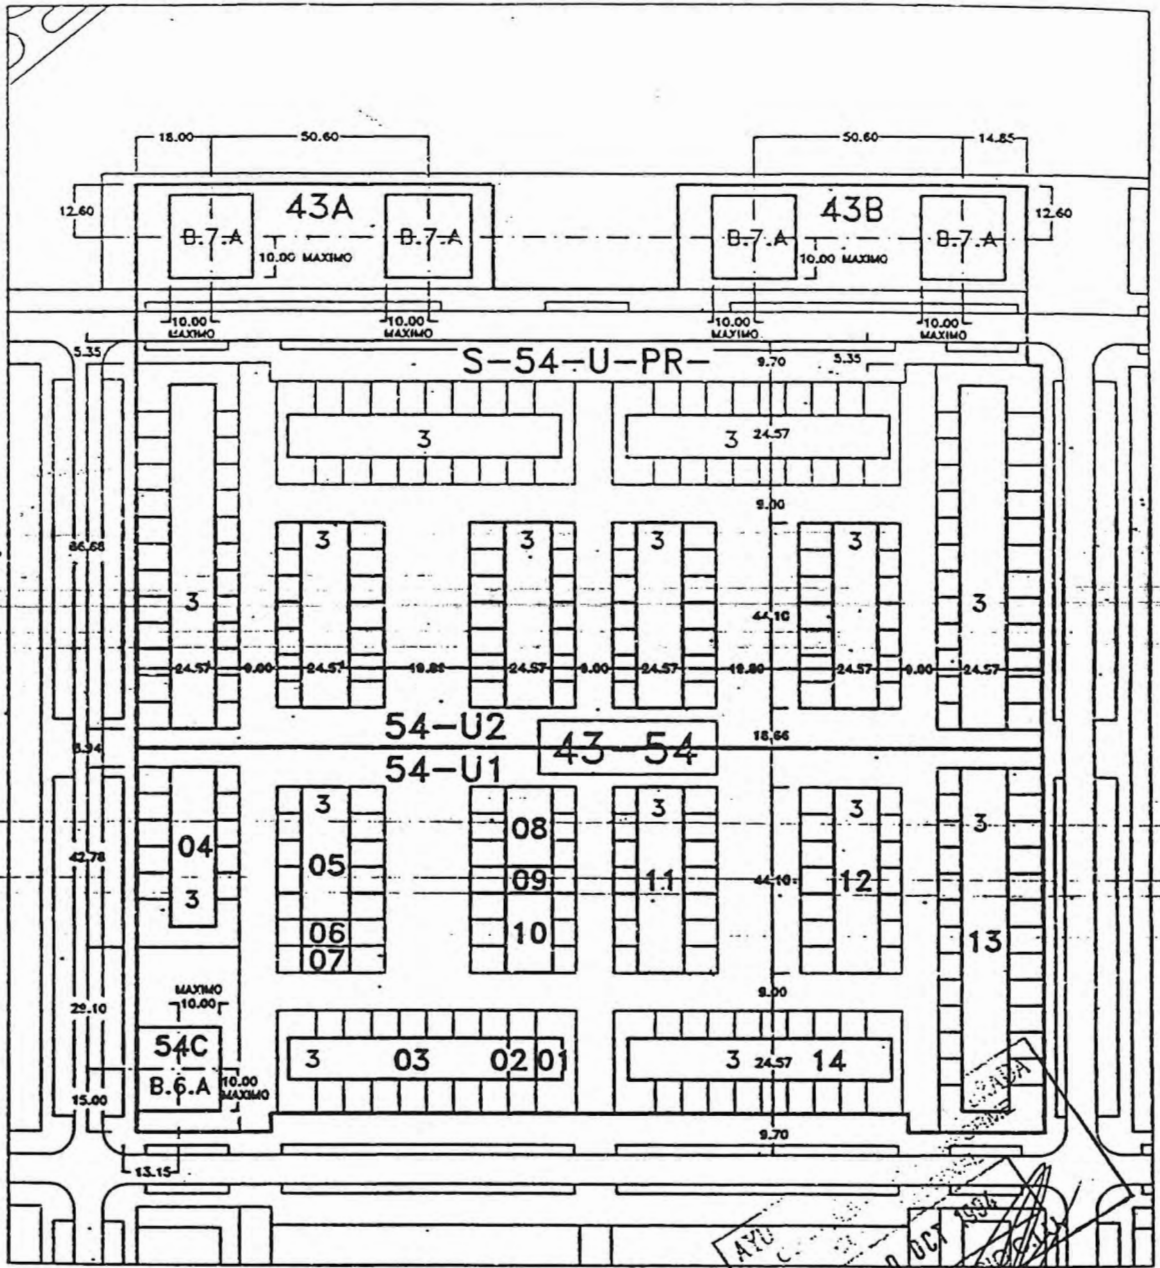 18.00 50.60 50.60 14.85
12.60 43A 43B 12.60
B.7.A B.7.A B.7.A B.7.A
10.00 MAXIMO 10.00 MAXIMO
10.00 10.00 10.00 10.00
MAXIMO MAXIMO MAXIMO MAXIMO
5.35 S-54-U-PR- 9.70 5.35
3 3 24.57
9.00
3 3 3 3
66.68
3 44.10 3
24.57 9.00 24.57 19.80 24.57 9.00 24.57 19.80 24.57 9.00 24.57
54-U2 43-54 18.66
6.94 54-U1
3 3 3 3
08
04 42.78 05 09 11 44.10 12
3
06 10 13
07
MAXIMO
10.00 9.00
29.10
54C 3 03 02 01 3 24.57 14
B.6.A 10.00
MAXIMO
15.00
9.70
13.15
AYU
OCT 1994